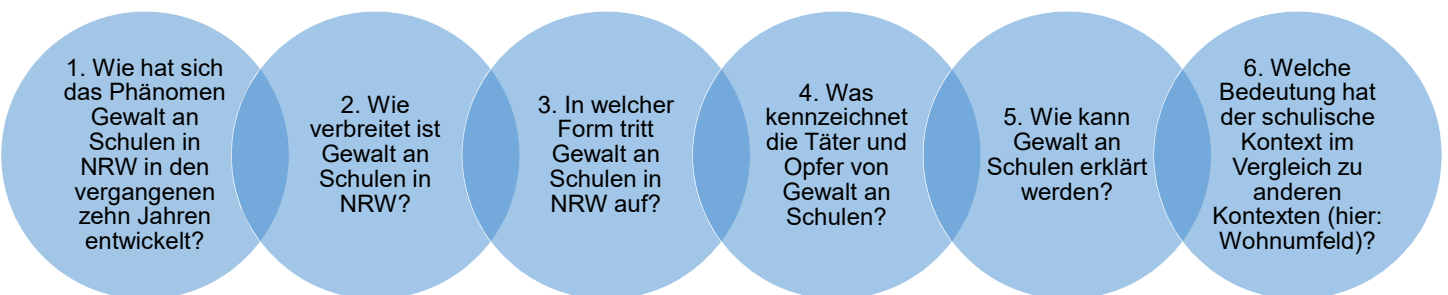 1. Wie hat sich
das Phänomen
Gewalt an
Schulen in
NRW in den
vergangenen
zehn Jahren
entwickelt?
2. Wie
verbreitet ist
Gewalt an
Schulen in
NRW?
3. In welcher
Form tritt
Gewalt an
Schulen in
NRW auf?
4. Was
kennzeichnet
die Täter und
Opfer von
Gewalt an
Schulen?
5. Wie kann
Gewalt an
Schulen erklärt
werden?
6. Welche
Bedeutung hat
der schulische
Kontext im
Vergleich zu
anderen
Kontexten (hier:
Wohnumfeld)?